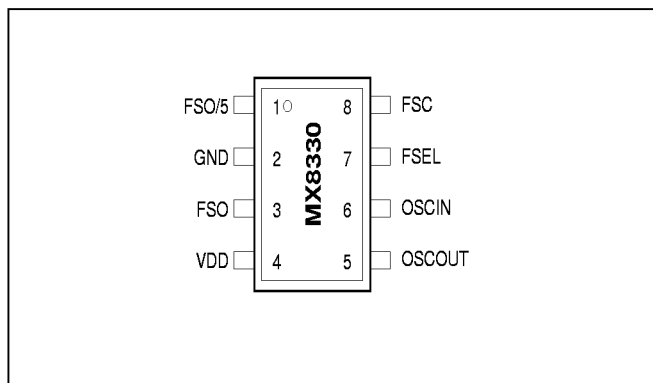 FSO/5 1 8 FSC
GND 2 7 FSEL
FSO 3 6 OSCIN
VDD 4 5 OSCOUT
MX8330